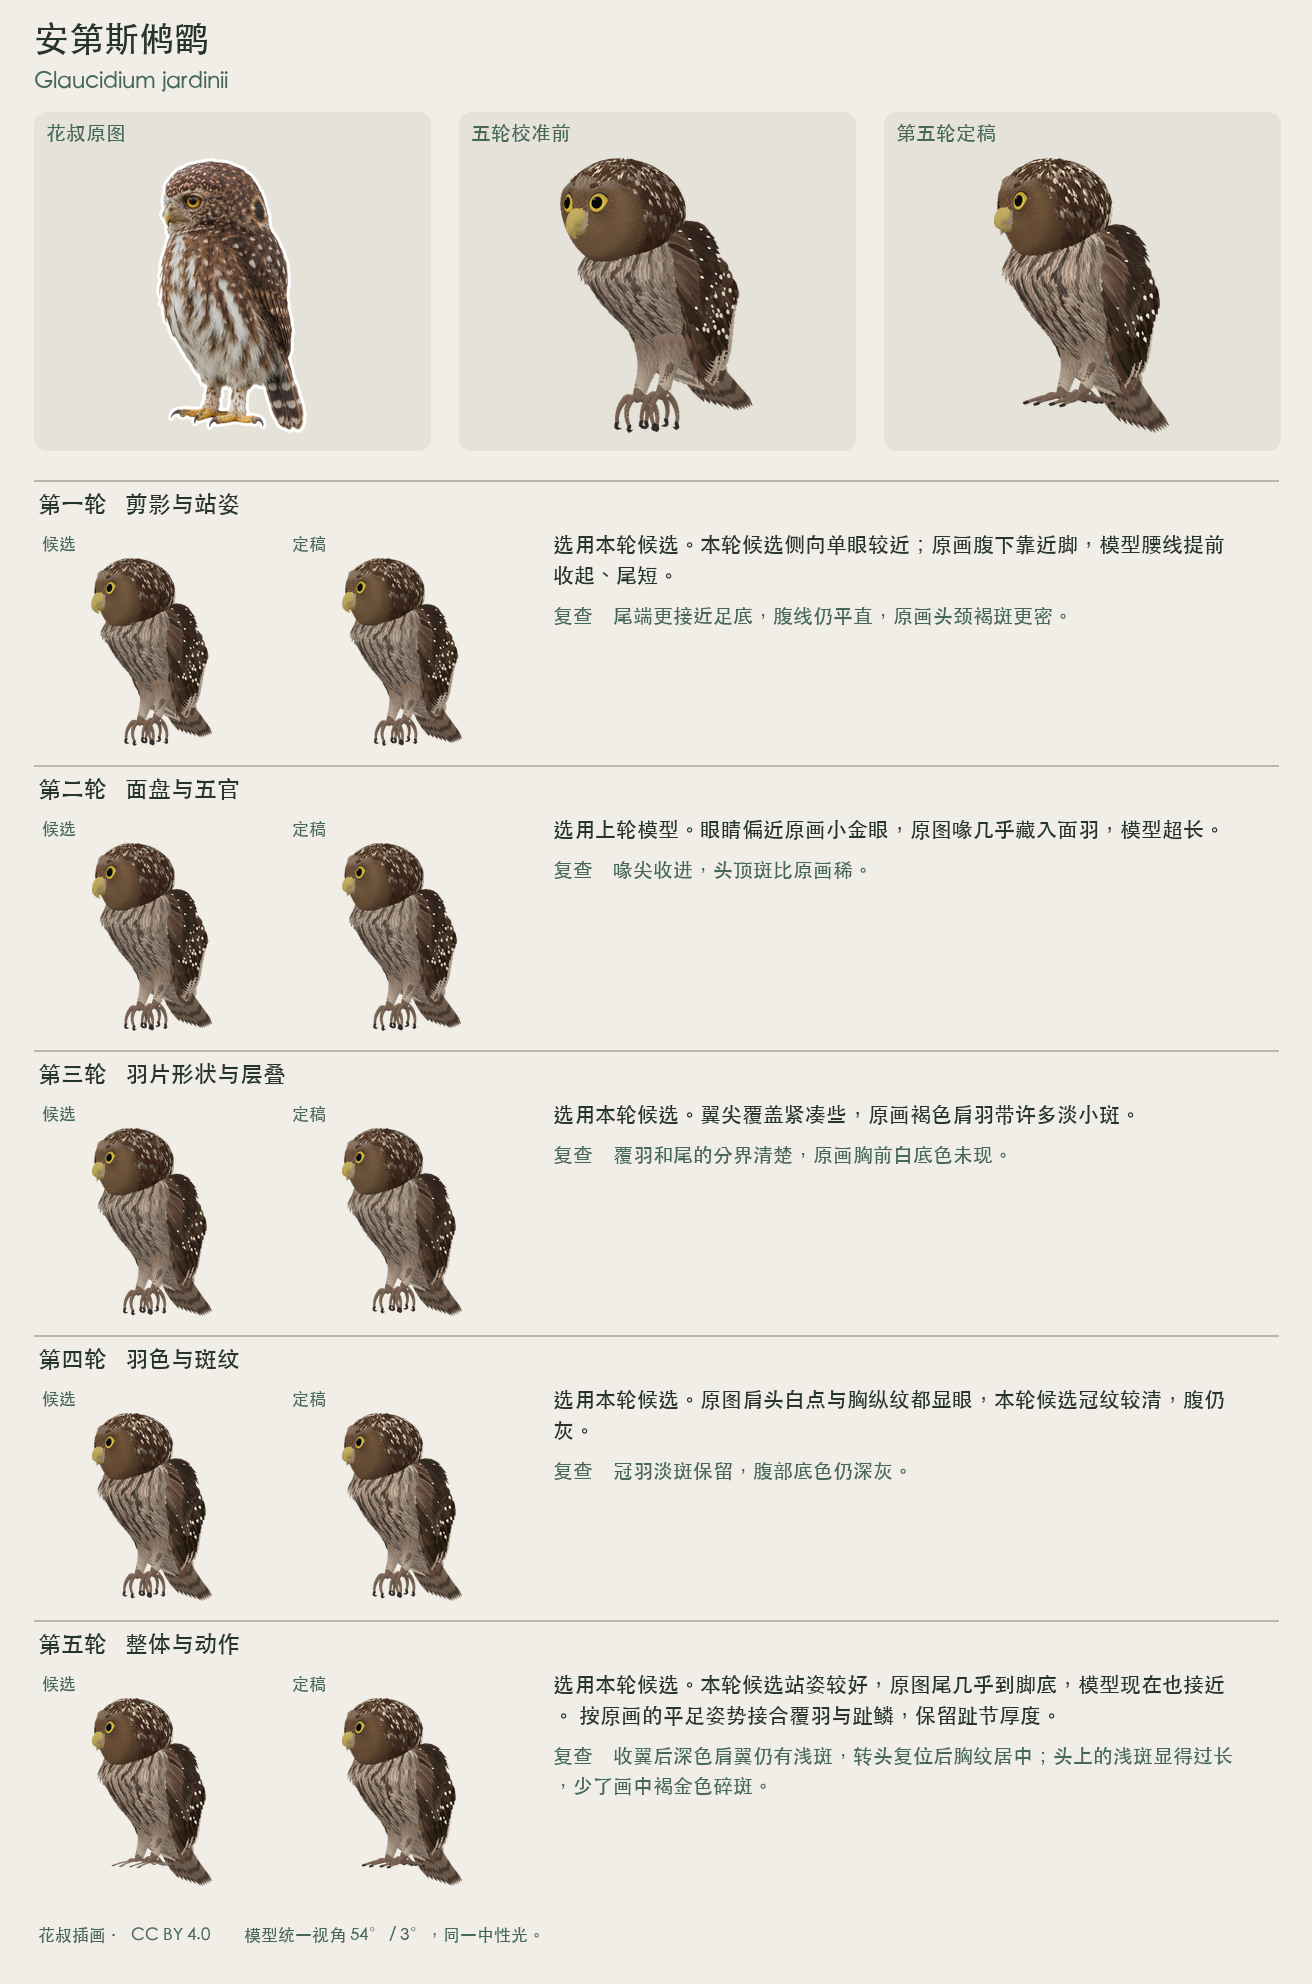 安第斯鸺鹠
Glaucidium jardinii
花叔原图
五轮校准前
第五轮定稿
第一轮 剪影与站姿
候选
定稿
选用本轮候选。本轮候选侧向单眼较近；原画腹下靠近脚，模型腰线提前
收起、尾短。
复查 尾端更接近足底，腹线仍平直，原画头颈褐斑更密。
第二轮 面盘与五官
候选
定稿
选用上轮模型。眼睛偏近原画小金眼，原图喙几乎藏入面羽，模型超长。
复查 喙尖收进，头顶斑比原画稀。
第三轮 羽片形状与层叠
候选
定稿
选用本轮候选。翼尖覆盖紧凑些，原画褐色肩羽带许多淡小斑。
复查 覆羽和尾的分界清楚，原画胸前白底色未现。
第四轮 羽色与斑纹
候选
定稿
选用本轮候选。原图肩头白点与胸纵纹都显眼，本轮候选冠纹较清，腹仍
灰。
复查 冠羽淡斑保留，腹部底色仍深灰。
第五轮 整体与动作
候选
定稿
选用本轮候选。本轮候选站姿较好，原图尾几乎到脚底，模型现在也接近
。 按原画的平足姿势接合覆羽与趾鳞，保留趾节厚度。
复查 收翼后深色肩翼仍有浅斑，转头复位后胸纹居中；头上的浅斑显得过长
，少了画中褐金色碎斑。
花叔插画 · CC BY 4.0 模型统一视角 54° / 3° ，同一中性光。